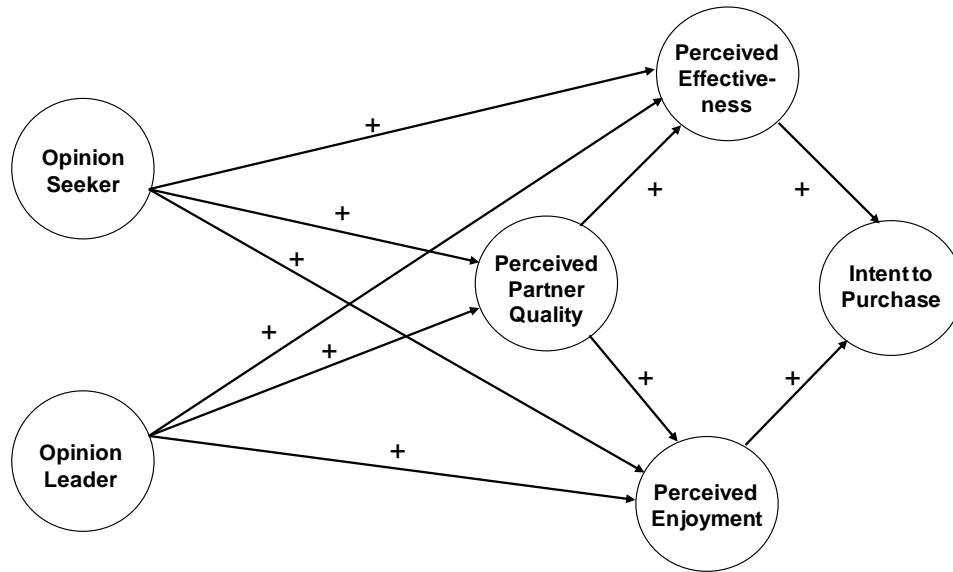 Perceived
Effective-
ness
+
Opinion
Seeker
+
+
+
+
Perceived
Partner
Quality
Intent to
Purchase
+
+
+
+
+
Opinion
Leader
Perceived
Enjoyment